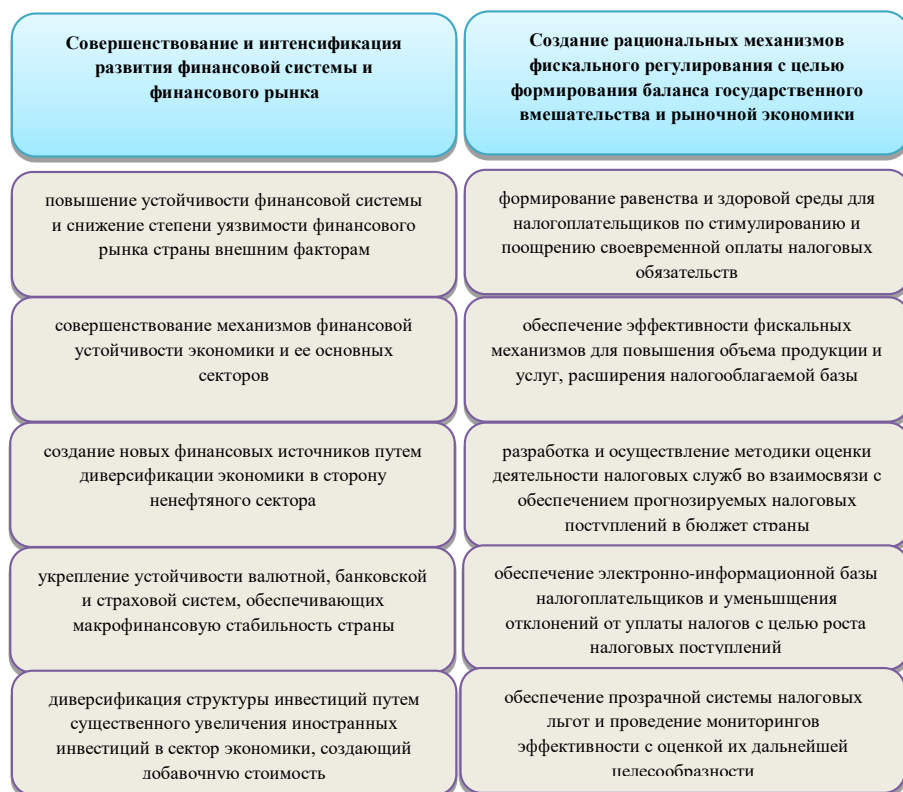 Совершенствование и интенсификация
развития финансовой системы и
финансового рынка
Создание рациональных механизмов
фискального регулирования с целью
формирования баланса государственного
вмешательства и рыночной экономики
повышение устойчивости финансовой системы
и снижение степени уязвимости финансового
рынка страны внешним факторам
формирование равенства и здоровой среды для
налогоплательщиков по стимулированию и
поощрению своевременной оплаты налоговых
обязательств
совершенствование механизмов финансовой
устойчивости экономики и ее основных
секторов
обеспечение эффективности фискальных
механизмов для повышения объема продукции и
услуг, расширения налогооблагаемой базы
создание новых финансовых источников путем
диверсификации экономики в сторону
ненефтяного сектора
разработка и осуществление методики оценки
деятельности налоговых служб во взаимосвязи с
обеспечением прогнозируемых налоговых
поступлений в бюджет страны
укрепление устойчивости валютной, банковской
и страховой систем, обеспечивающих
макрофинансовую стабильность страны
обеспечение электронно-информационной базы
налогоплательщиков и уменьшщения
отклонений от уплаты налогов с целью роста
налоговых поступлений
диверсификация структуры инвестиций путем
существенного увеличения иностранных
инвестиций в сектор экономики, создающий
добавочную стоимость
обеспечение прозрачной системы налоговых
льгот и проведение мониторингов
эффективности с оценкой их дальнейшей
целесообразности